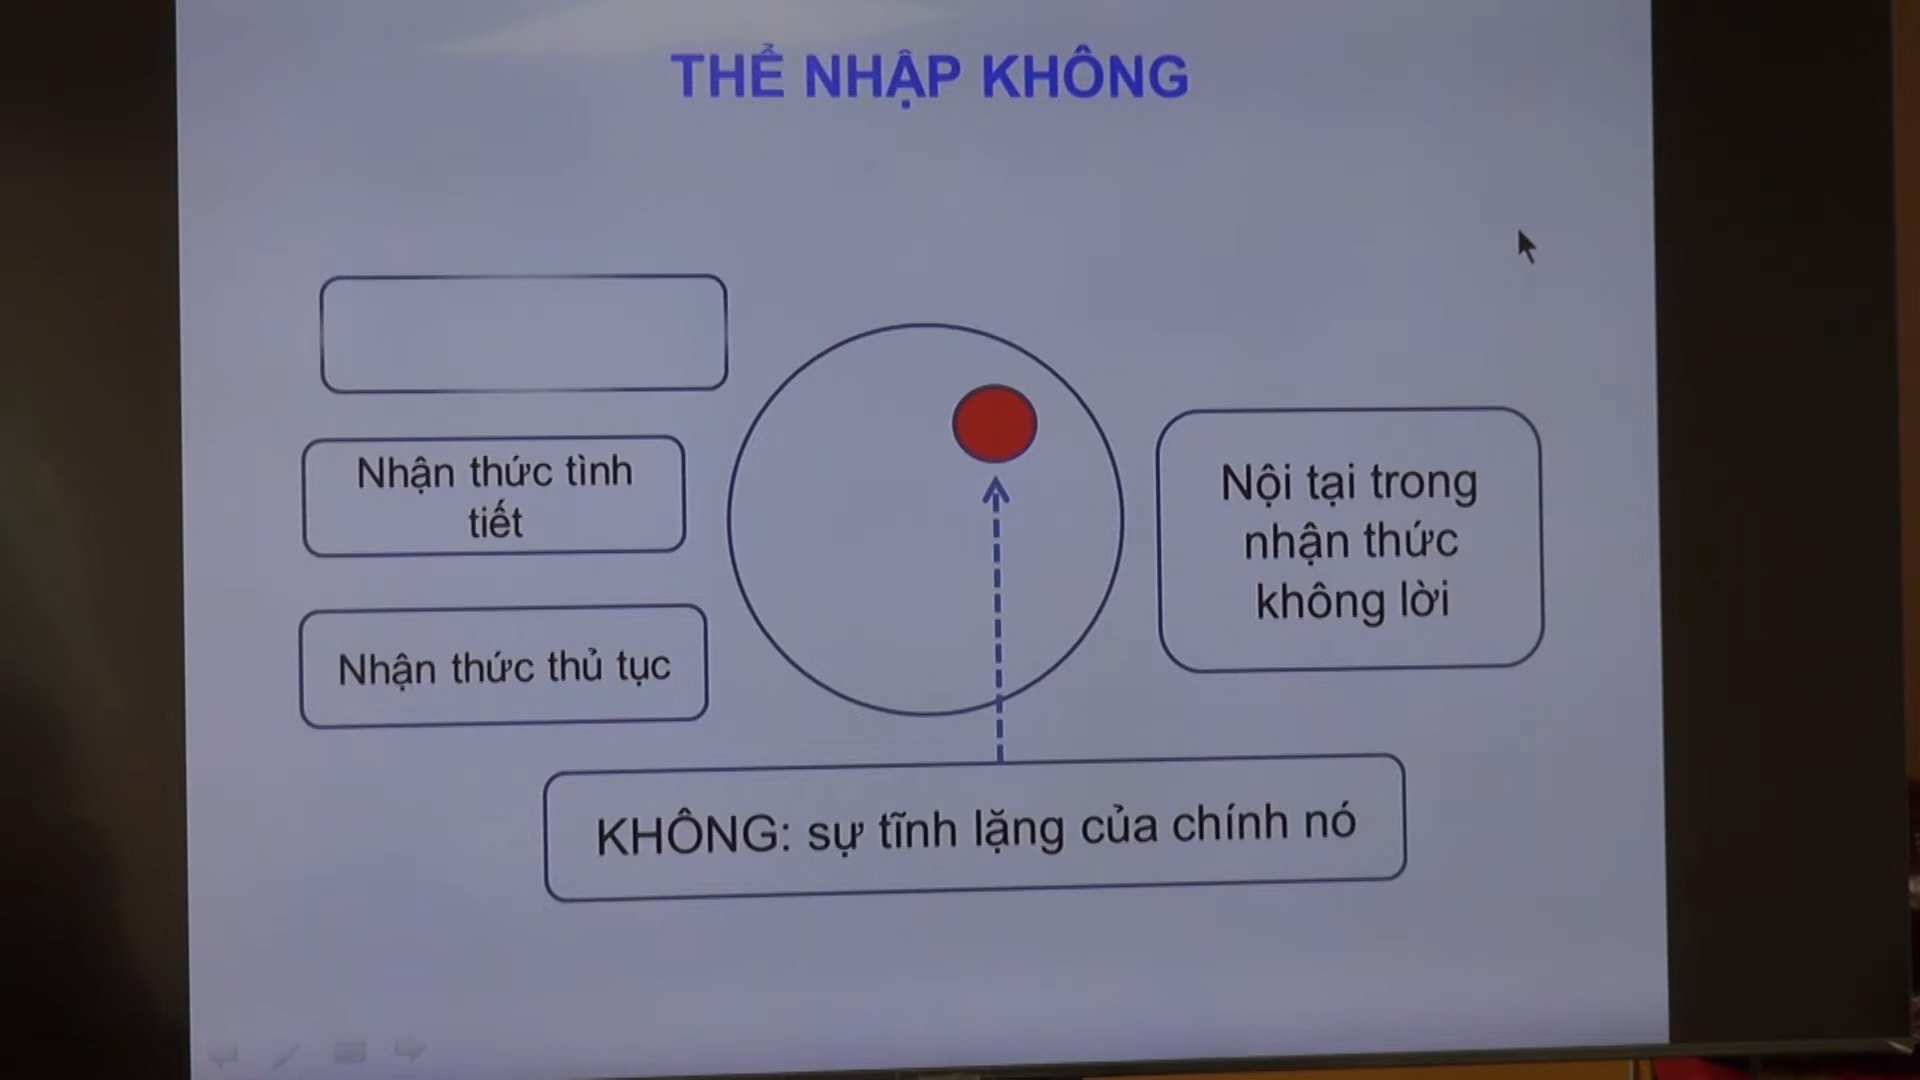 THỂ NHẬP KHÔNG
Nhận thức tình
tiết
Nhận thức thủ tục
Nội tại trong
nhận thức
không lời
KHÔNG: sự tĩnh lặng của chính nó